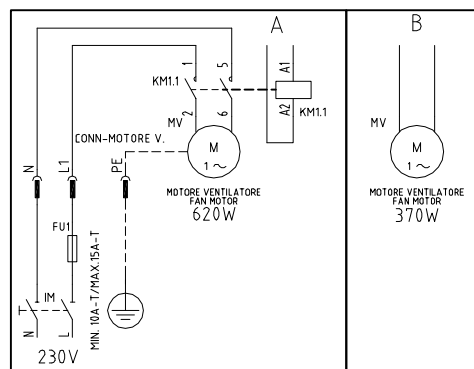 A
B
1
5
A1
KM1.1
A2
KM1.1
2
6
MV
MV
CONN-MOTORE V.
M
1~
M
1~
N
L1
PE
MOTORE VENTILATORE
FAN MOTOR
620W
MOTORE VENTILATORE
FAN MOTOR
370W
FU1
MIN. 10A-T/MAX.15A-T
IM
N
L
230V